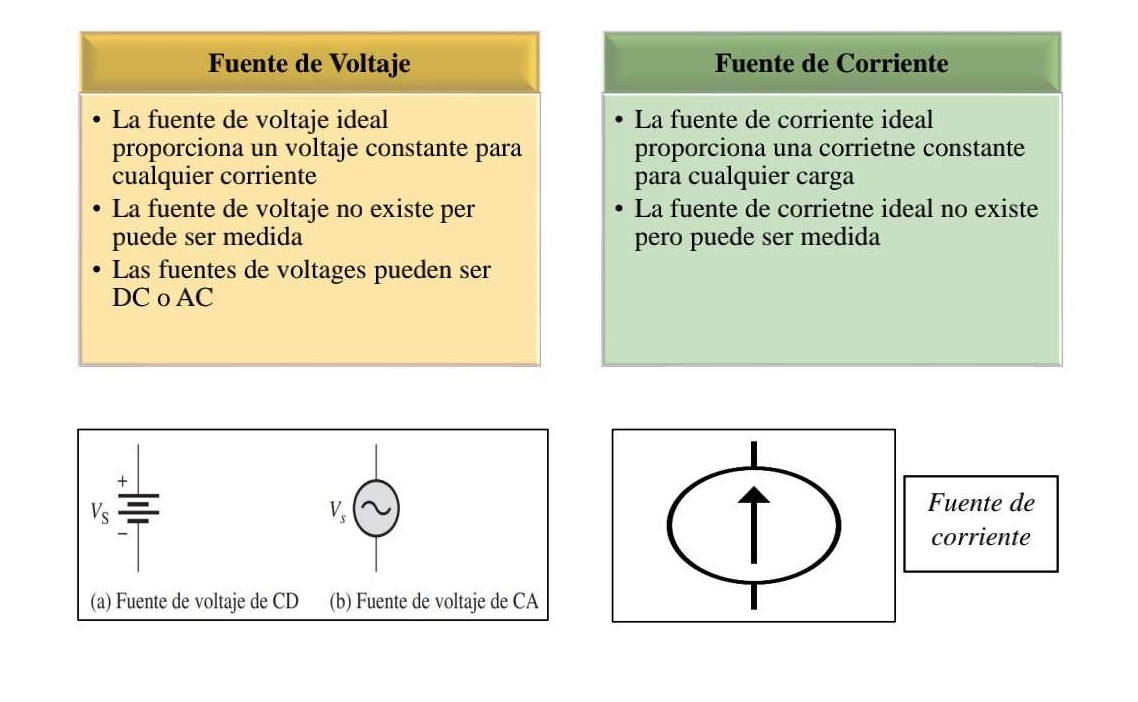 Fuente de Voltaje
• La fuente de voltaje ideal
proporciona un voltaje constante para
cualquier corriente
• La fuente de voltaje no existe per
puede ser medida
• Las fuentes de voltages pueden ser
DC o AC
Fuente de Corriente
• La fuente de corriente ideal
proporciona una corrietne constante
para cualquier carga
• La fuente de corrietne ideal no existe
pero puede ser medida
+
VS
−
(a) Fuente de voltaje de CD
Vs
(b) Fuente de voltaje de CA
Fuente de
corriente